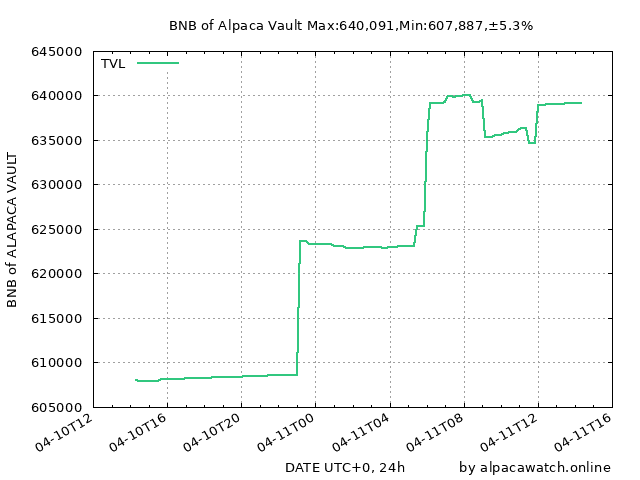 BNB of Alpaca Vault Max:640,091,Min:607,887,±5.3%
TVL
BNB of ALAPACA VAULT
645000
640000
635000
630000
625000
620000
615000
610000
605000
04-10T12
04-10T16
04-10T20
04-11T00
04-11T04
04-11T08
04-11T12
04-11T16
DATE UTC+0, 24h
by alpacawatch.online